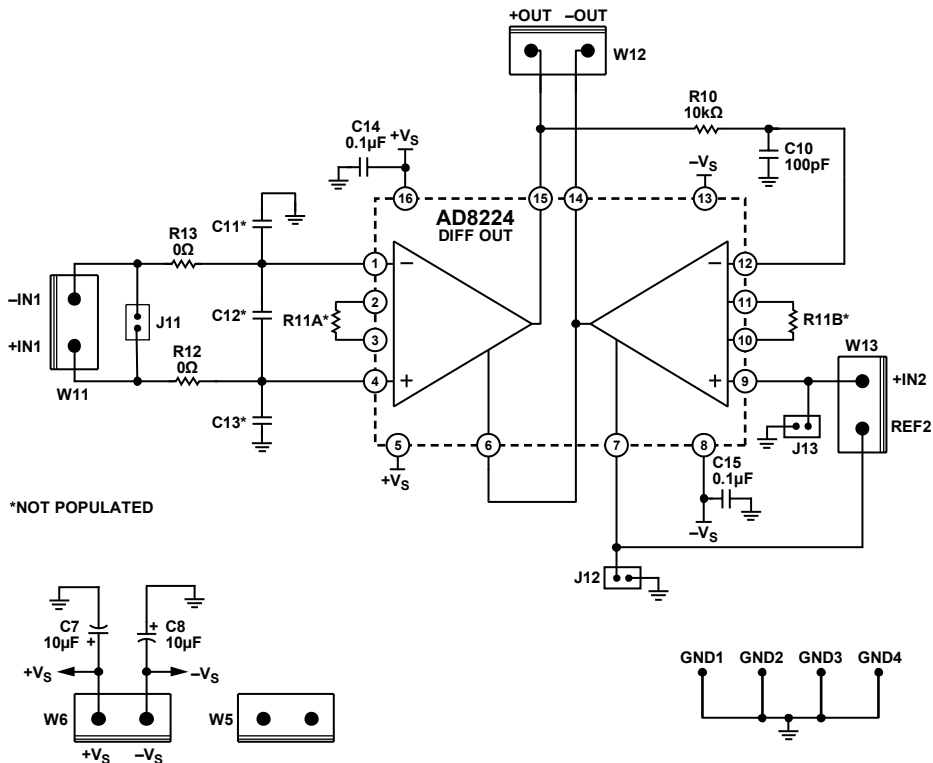 +OUT –OUT
W12
R10
10kΩ
C14
0.1µF
+VS
C10
100pF
–VS
16
15
14
13
AD8224
DIFF OUT
C11*
R13
0Ω
1
–
–
12
–IN1
+IN1
W11
J11
C12*
2
R11A*
3
11
R11B*
10
R12
0Ω
4
+
+
9
W13
+IN2
REF2
C13*
J13
5
6
7
8
+VS
C15
0.1µF
–VS
*NOT POPULATED
J12
C7
10µF
+
+
C8
10µF
+VS
–VS
W6
W5
+VS
–VS
GND1 GND2 GND3 GND4